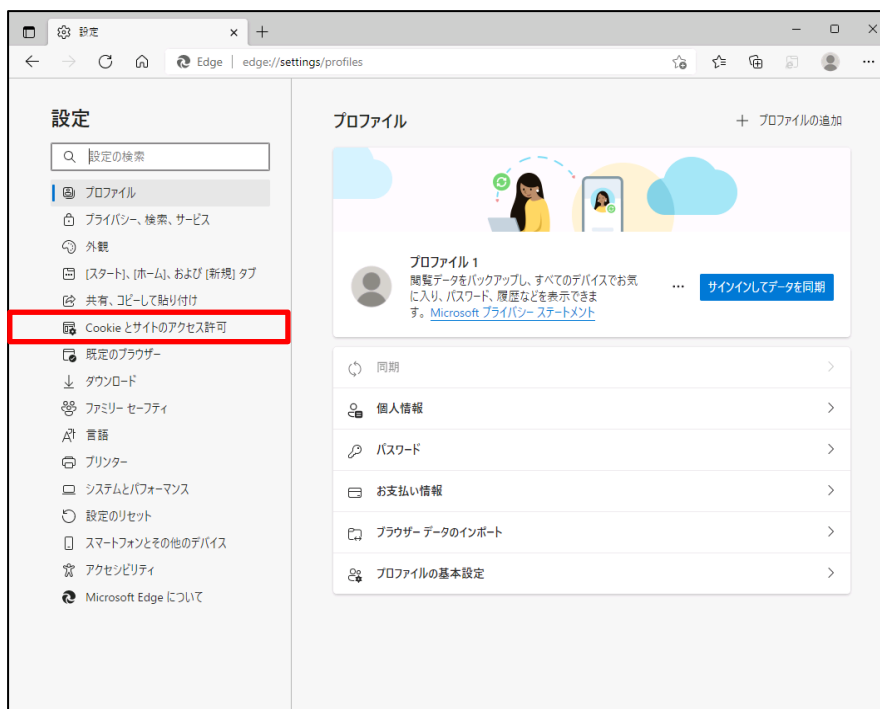 設定
Edge
edge://settings/profiles
設定
設定の検索
プロファイル
プライバシー、検索、サービス
外観
[スタート]、[ホーム]、および [新規] タブ
共有、コピーして貼り付け
Cookie とサイトのアクセス許可
既定のブラウザー
ダウンロード
ファミリー セーフティ
言語
プリンター
システムとパフォーマンス
設定のリセット
スマートフォンとその他のデバイス
アクセシビリティ
Microsoft Edge について
プロファイル
プロファイルの追加
プロファイル 1
閲覧データをバックアップし、すべてのデバイスでお気
に入り、パスワード、履歴などを表示できま
す。Microsoft プライバシー ステートメント
サインインしてデータを同期
同期
個人情報
パスワード
お支払い情報
ブラウザー データのインポート
プロファイルの基本設定